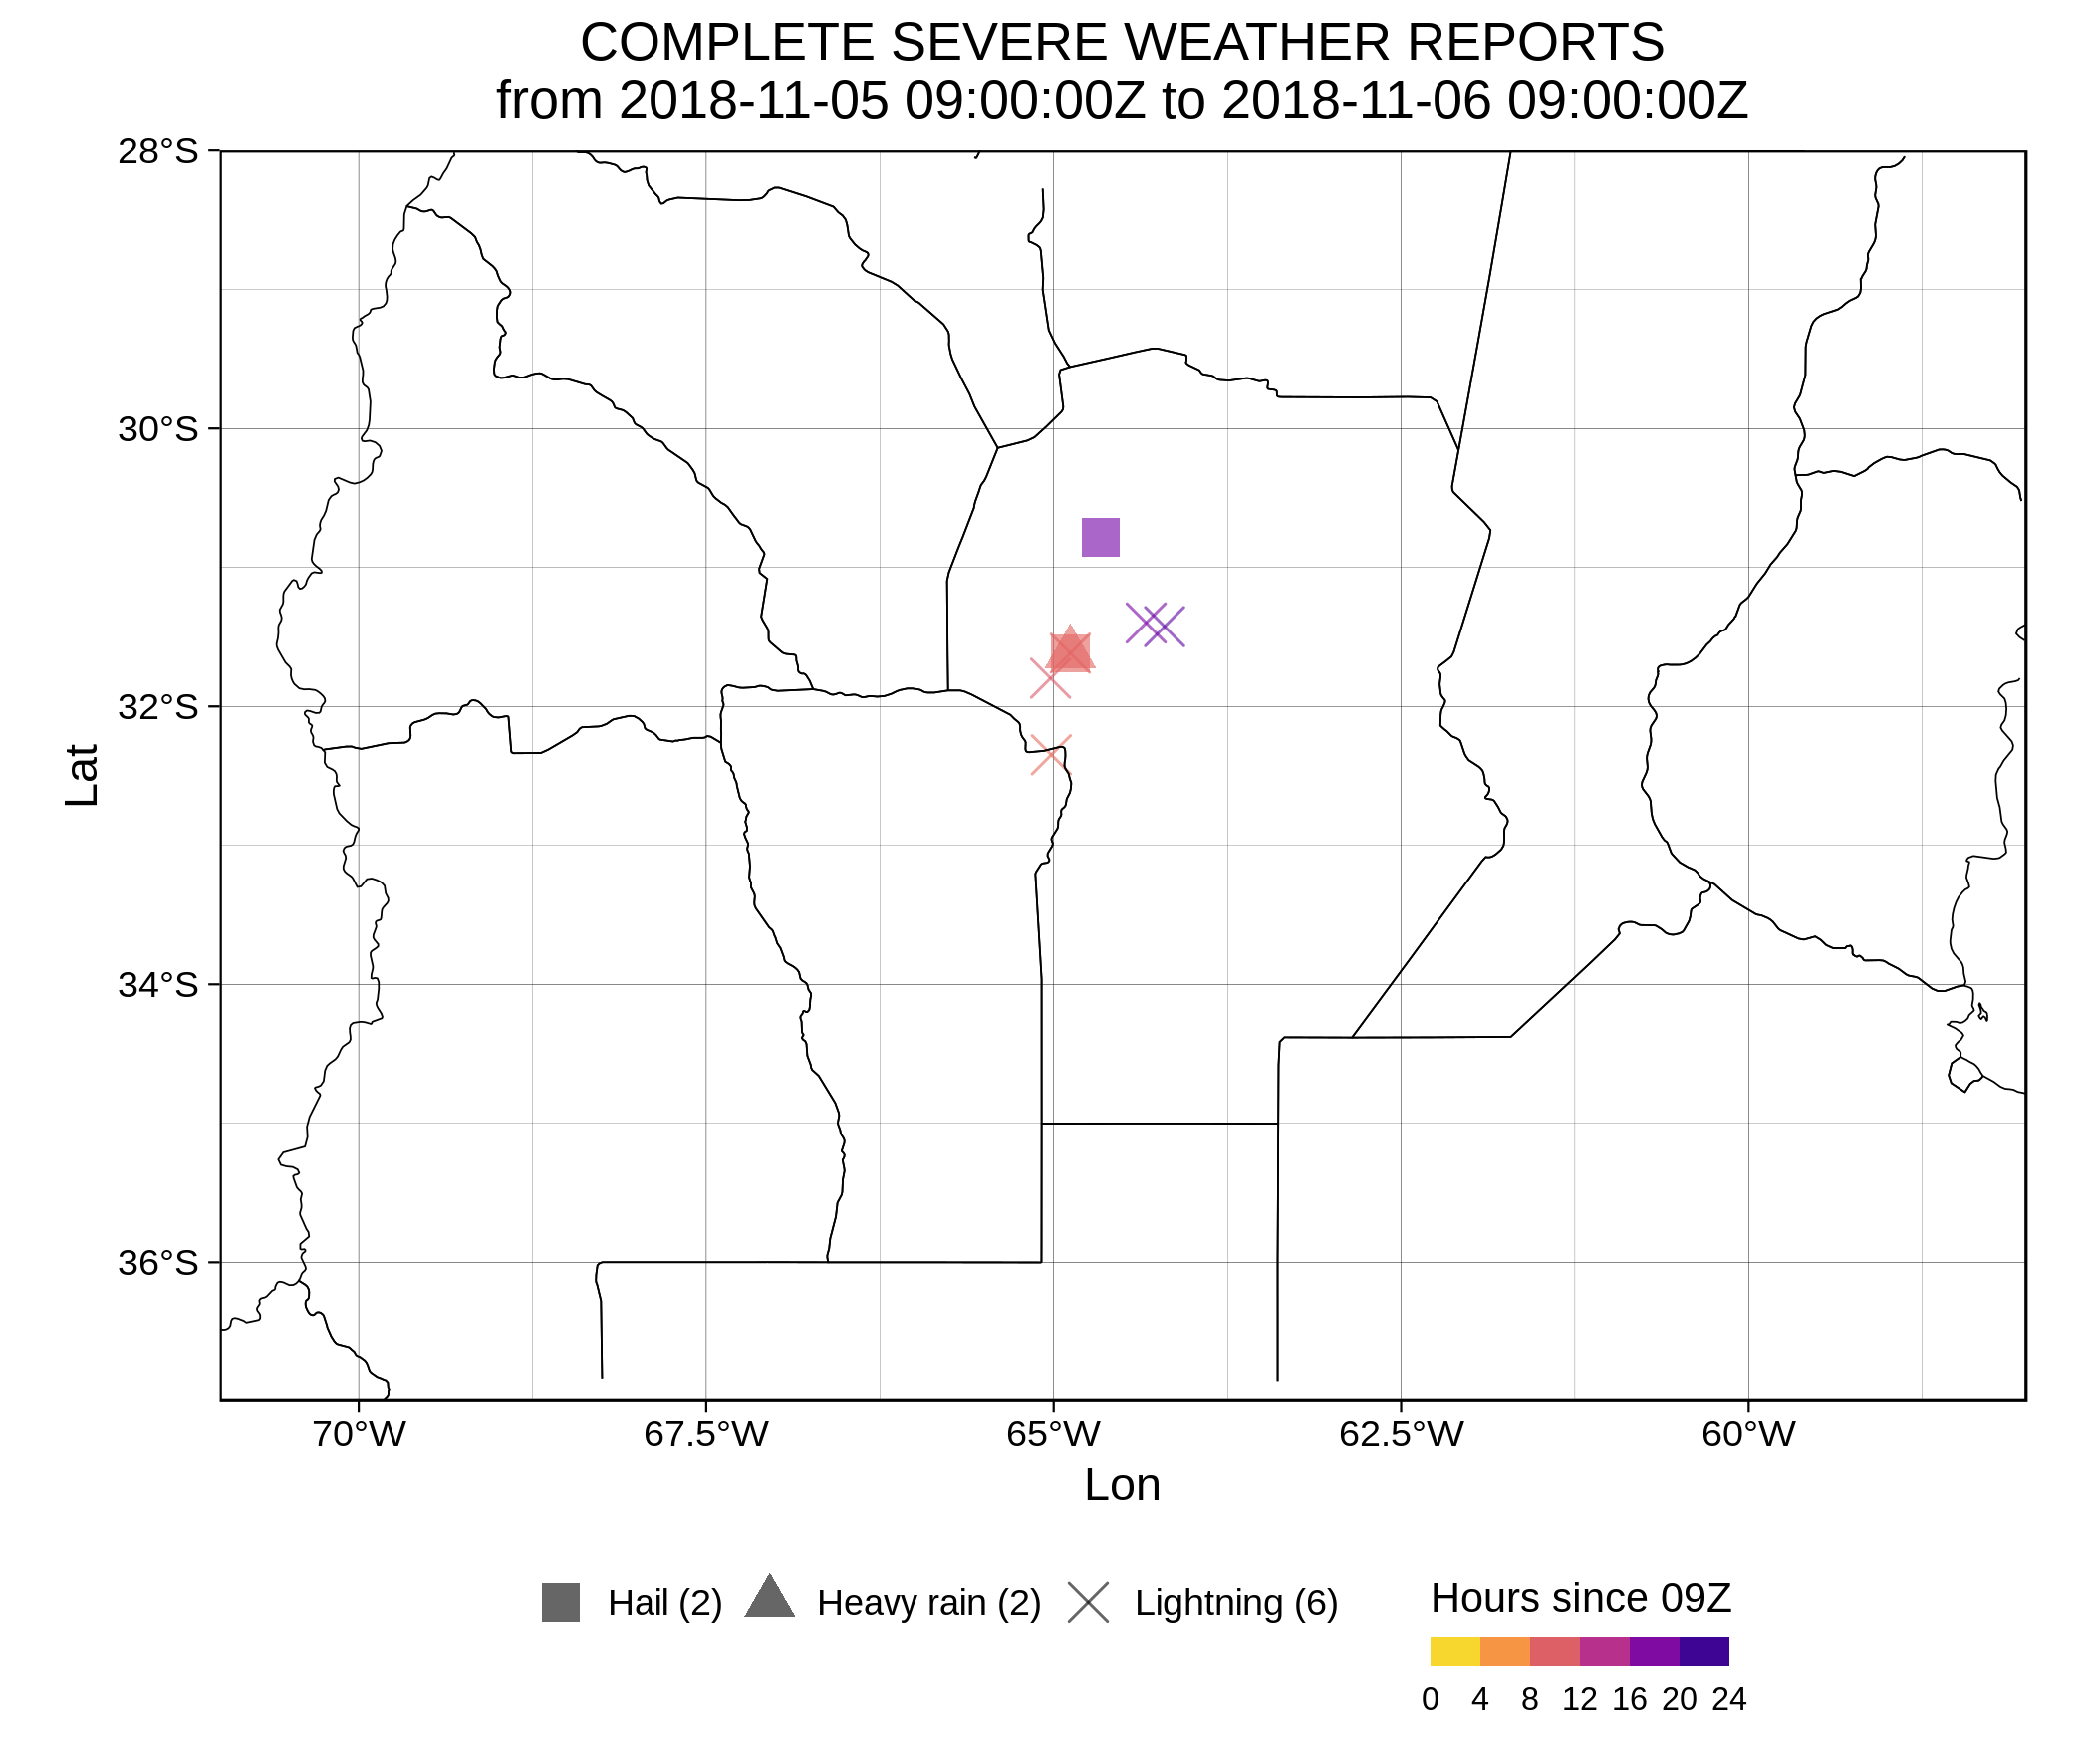 COMPLETE SEVERE WEATHER REPORTS
from 2018-11-05 09:00:00Z to 2018-11-06 09:00:00Z
28°S
30°S
32°S
34°S
36°S
Lat
70°W 67.5°W 65°W 62.5°W 60°W
Lon
Hail (2) Heavy rain (2) Lightning (6)
Hours since 09Z
0 4 8 12 16 20 24